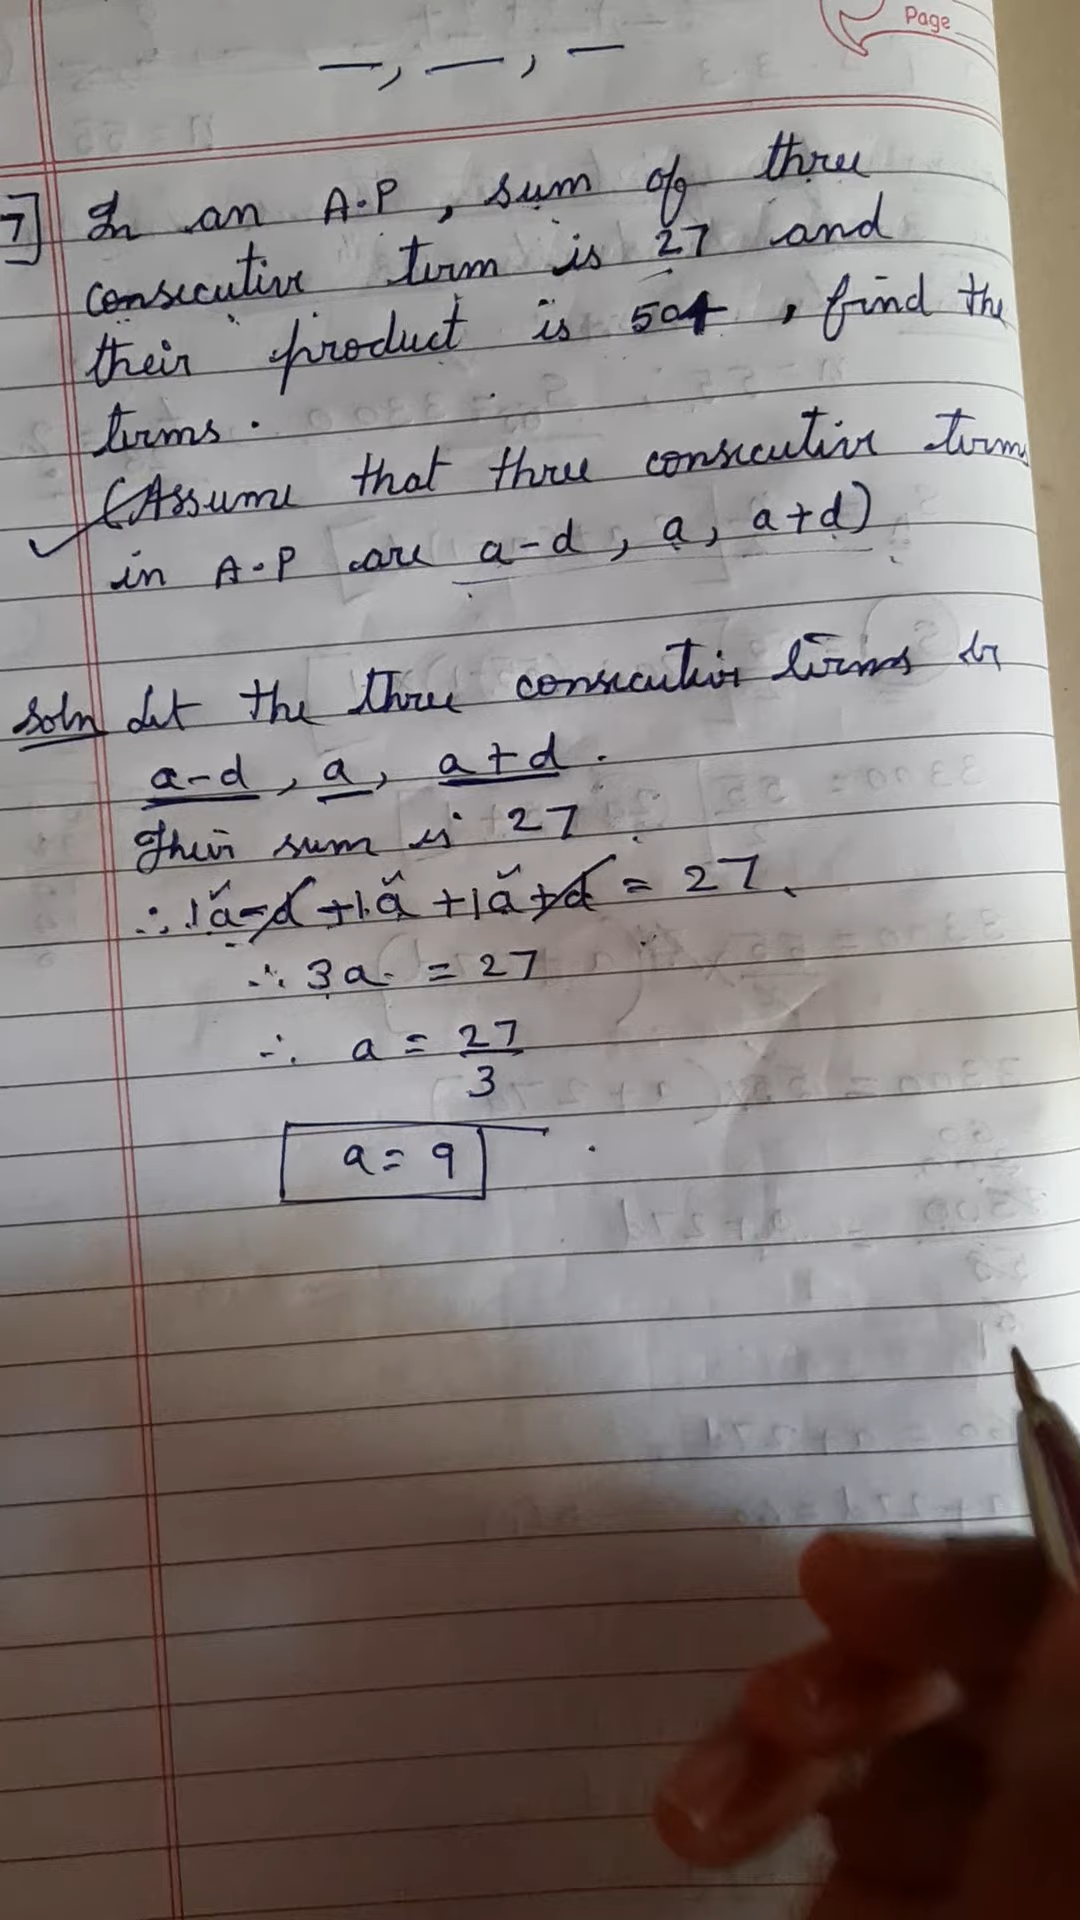 Page
—, —, —
7] In an A.P, sum of three
consecutive term is 27 and
their product is 504, find the
terms.
(Assume that three consecutive terms
in A.P are a-d, a, a+d)
Soln Let the three consecutive terms be
a-d, a, a+d.
Their sum is 27
∴ 1a-d+1a+1a+d = 27
∴ 3a = 27
∴ a = 27/3
a = 9